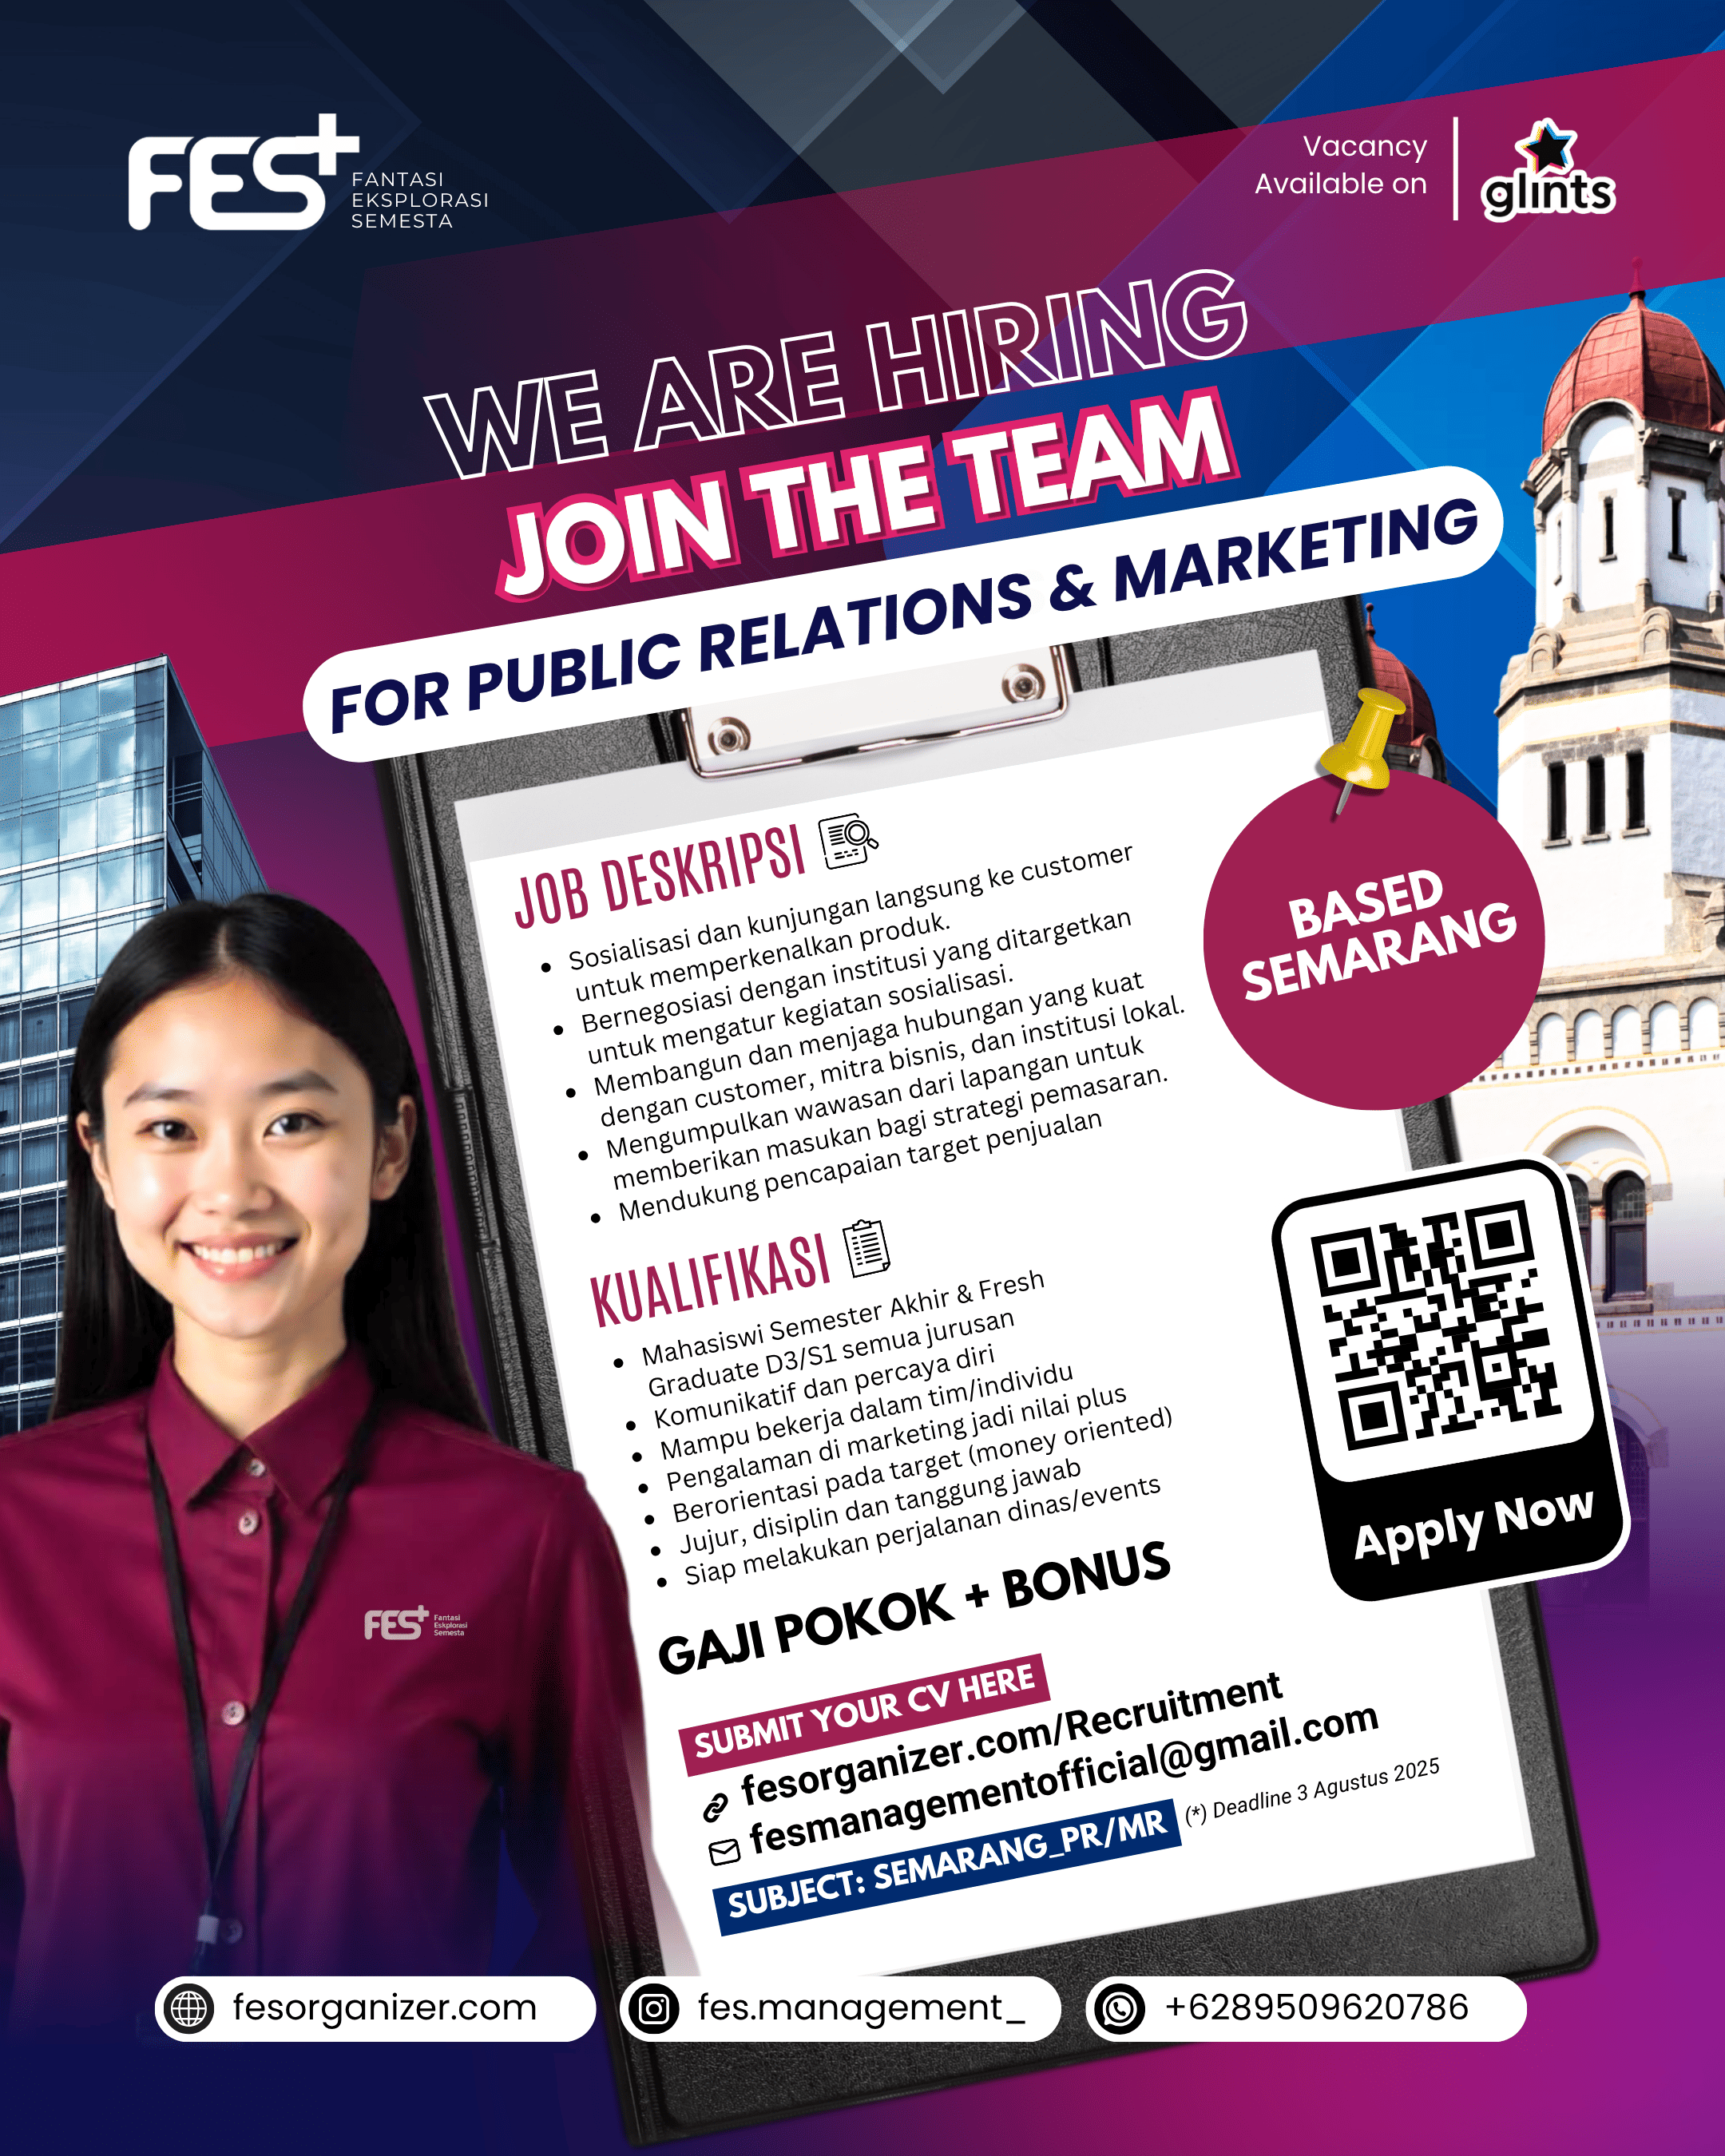 FES+
FANTASI
EKSPLORASI
SEMESTA
Vacancy
Available on
glints
WE ARE HIRING
JOIN THE TEAM
FOR PUBLIC RELATIONS & MARKETING
JOB DESKRIPSI
• Sosialisasi dan kunjungan langsung ke customer
untuk memperkenalkan produk.
• Bernegosiasi dengan institusi yang ditargetkan
untuk mengatur kegiatan sosialisasi.
• Membangun dan menjaga hubungan yang kuat
dengan customer, mitra bisnis, dan institusi lokal.
• Mengumpulkan wawasan dari lapangan untuk
memberikan masukan bagi strategi pemasaran.
• Mendukung pencapaian target penjualan
BASED
SEMARANG
KUALIFIKASI
• Mahasiswi Semester Akhir & Fresh
Graduate D3/S1 semua jurusan
• Komunikatif dan percaya diri
• Mampu bekerja dalam tim/individu
• Pengalaman di marketing jadi nilai plus
• Berorientasi pada target (money oriented)
• Jujur, disiplin dan tanggung jawab
• Siap melakukan perjalanan dinas/events
Apply Now
GAJI POKOK + BONUS
SUBMIT YOUR CV HERE
fesorganizer.com/Recruitment
fesmanagementofficial@gmail.com
SUBJECT: SEMARANG_PR/MR
(*) Deadline 3 Agustus 2025
FES+
Fantasi
Eskplorasi
Semesta
fesorganizer.com
fes.management_
+6289509620786